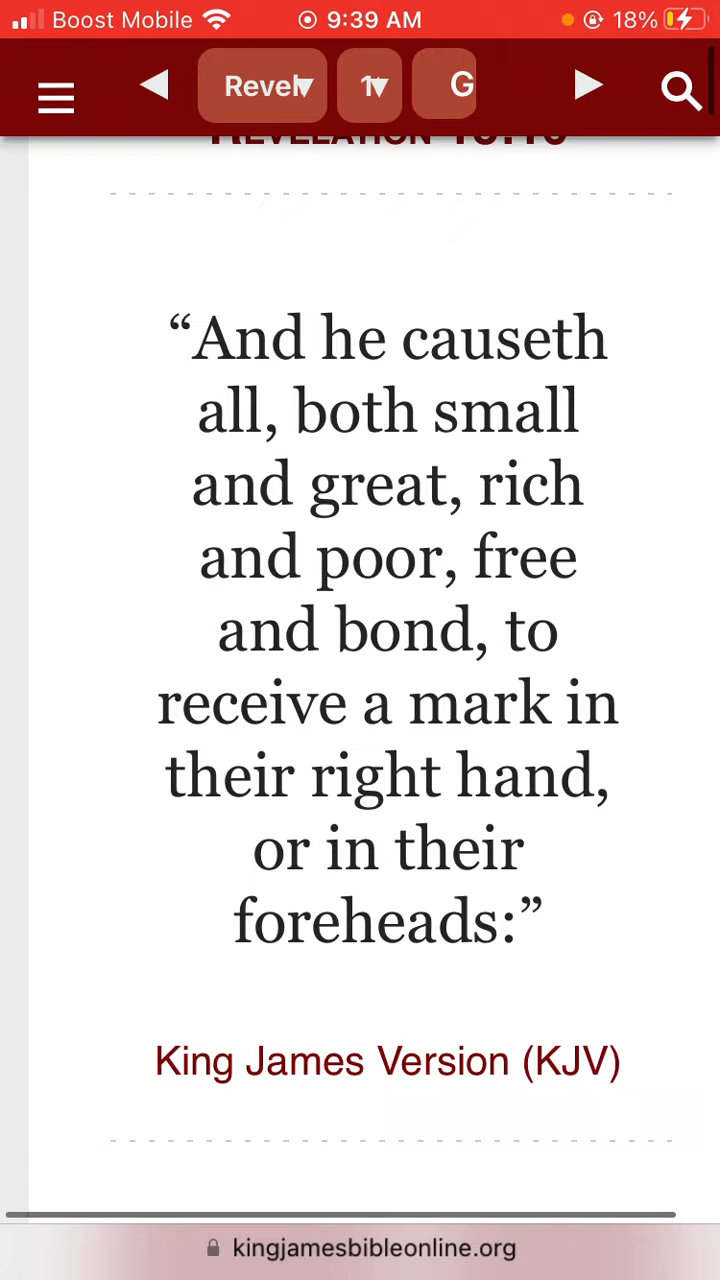 Boost Mobile 9:39 AM 18%
Revel 1 G
“And he causeth
all, both small
and great, rich
and poor, free
and bond, to
receive a mark in
their right hand,
or in their
foreheads:”
King James Version (KJV)
kingjamesbibleonline.org